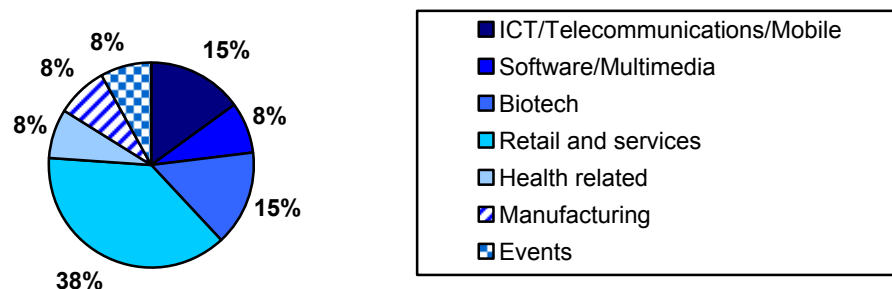 8%
15%
8%
8%
8%
15%
38%
ICT/Telecommunications/Mobile
Software/Multimedia
Biotech
Retail and services
Health related
Manufacturing
Events